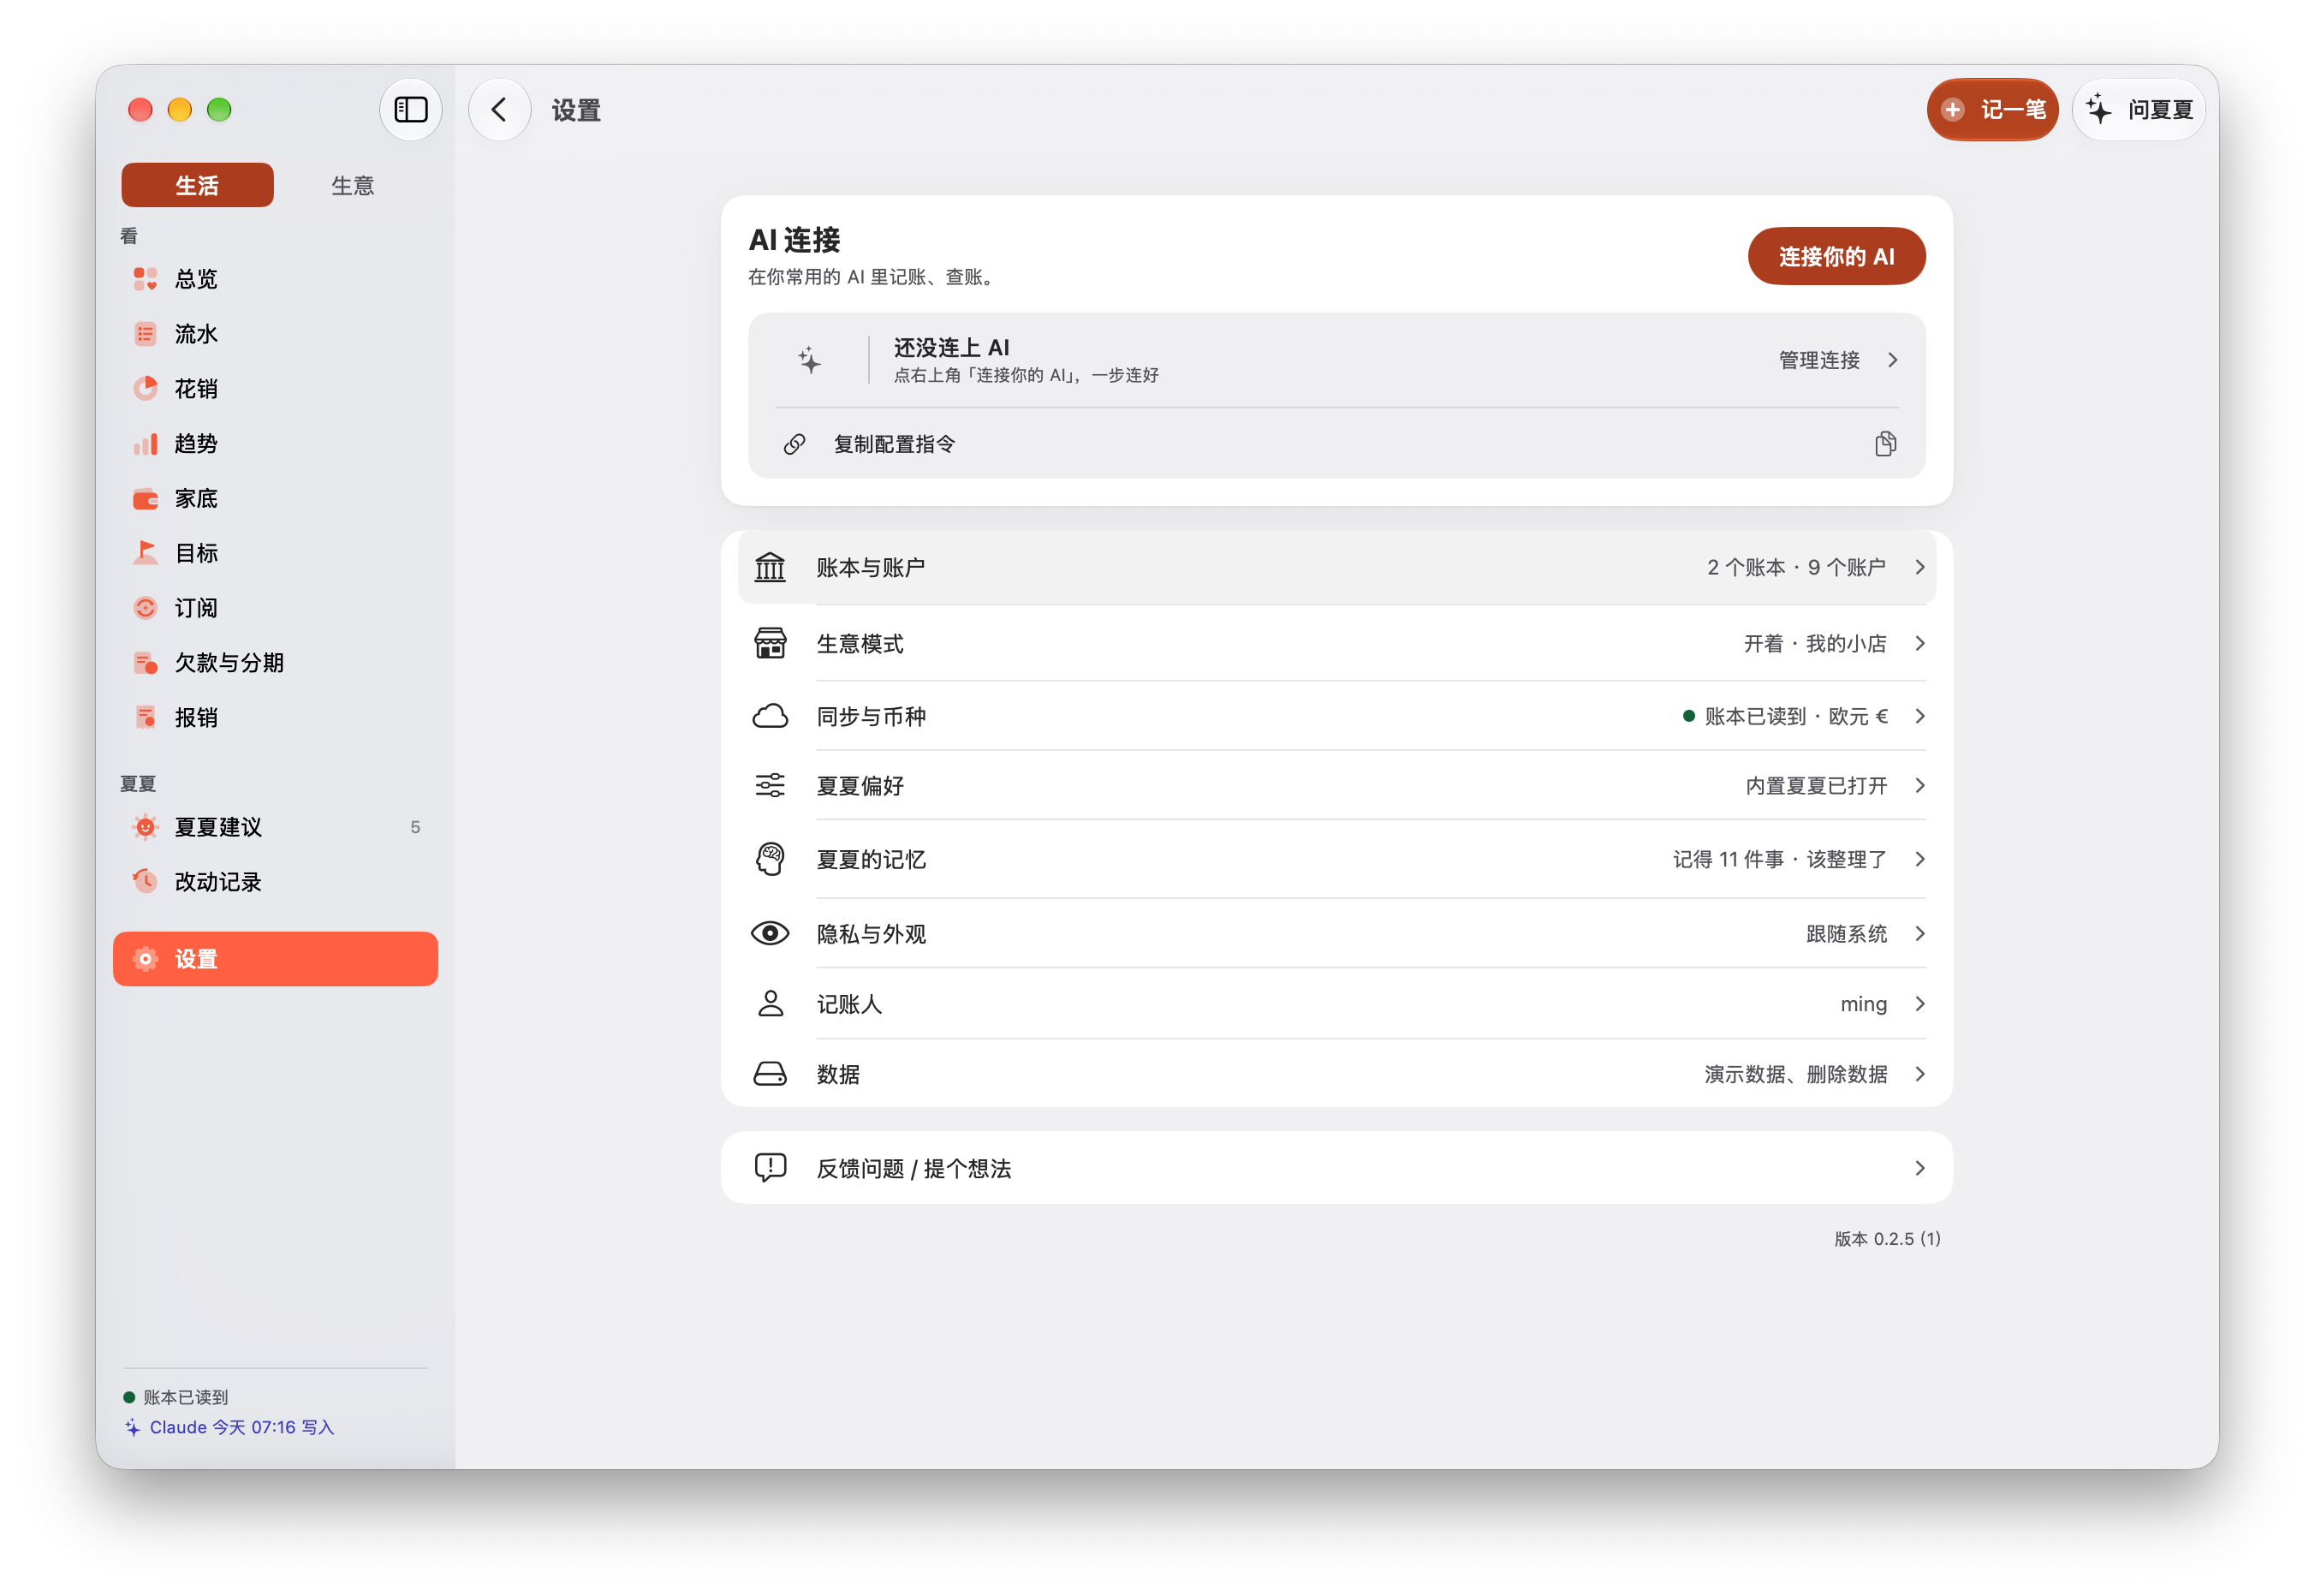 设置
记一笔
问夏夏
生活
生意
看
总览
流水
花销
趋势
家底
目标
订阅
欠款与分期
报销
夏夏
夏夏建议
5
改动记录
设置
账本已读到
Claude 今天 07:16 写入
AI 连接
在你常用的 AI 里记账、查账。
连接你的 AI
还没连上 AI
点右上角「连接你的 AI」，一步连好
管理连接
复制配置指令
账本与账户
2 个账本 · 9 个账户
生意模式
开着 · 我的小店
同步与币种
账本已读到 · 欧元 €
夏夏偏好
内置夏夏已打开
夏夏的记忆
记得 11 件事 · 该整理了
隐私与外观
跟随系统
记账人
ming
数据
演示数据、删除数据
反馈问题 / 提个想法
版本 0.2.5 (1)